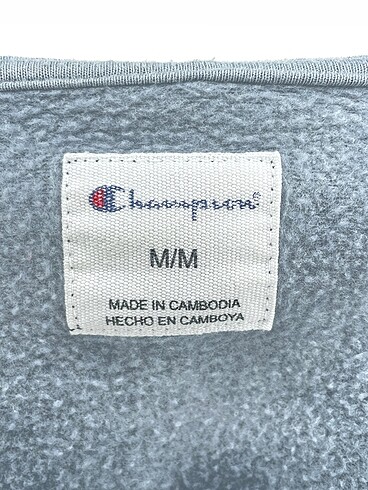 Champion®
M/M
MADE IN CAMBODIA
HECHO EN CAMBOYA